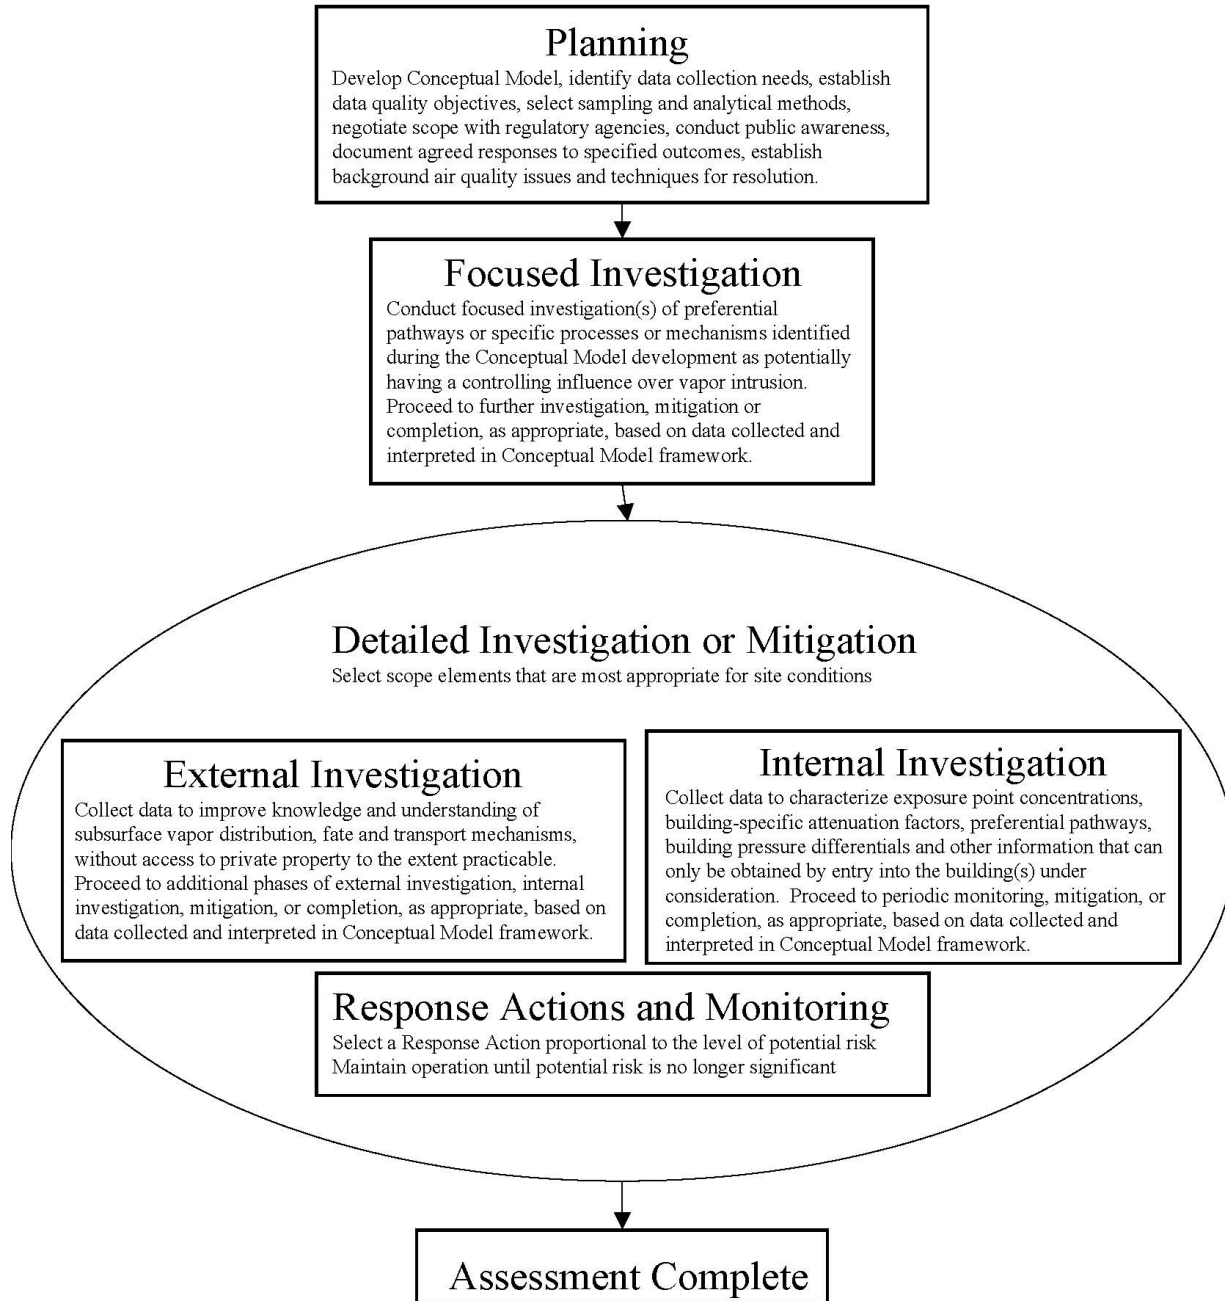 Planning
Develop Conceptual Model, identify data collection needs, establish
data quality objectives, select sampling and analytical methods,
negotiate scope with regulatory agencies, conduct public awareness,
document agreed responses to specified outcomes, establish
background air quality issues and techniques for resolution.
Focused Investigation
Conduct focused investigation(s) of preferential
pathways or specific processes or mechanisms identified
during the Conceptual Model development as potentially
having a controlling influence over vapor intrusion.
Proceed to further investigation, mitigation or
completion, as appropriate, based on data collected and
interpreted in Conceptual Model framework.
Detailed Investigation or Mitigation
Select scope elements that are most appropriate for site conditions
External Investigation
Collect data to improve knowledge and understanding of
subsurface vapor distribution, fate and transport mechanisms,
without access to private property to the extent practicable.
Proceed to additional phases of external investigation, internal
investigation, mitigation, or completion, as appropriate, based on
data collected and interpreted in Conceptual Model framework.
Internal Investigation
Collect data to characterize exposure point concentrations,
building-specific attenuation factors, preferential pathways,
building pressure differentials and other information that can
only be obtained by entry into the building(s) under
consideration.  Proceed to periodic monitoring, mitigation, or
completion, as appropriate, based on data collected and
interpreted in Conceptual Model framework.
Response Actions and Monitoring
Select a Response Action proportional to the level of potential risk
Maintain operation until potential risk is no longer significant
Assessment Complete